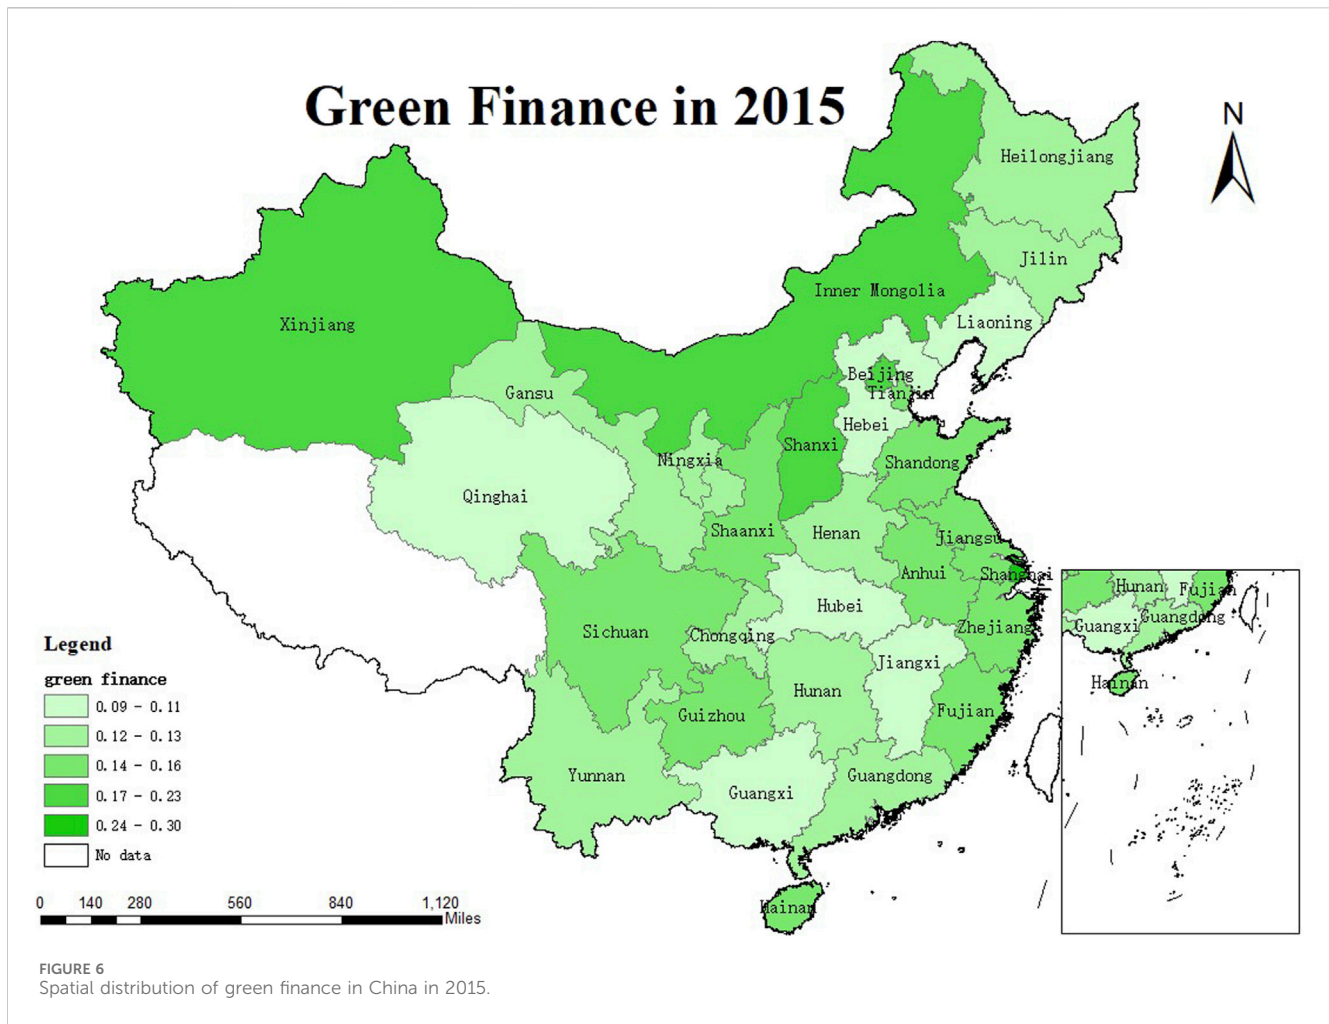 Green Finance in 2015
N
Heilongjiang
Jilin
Inner Mongolia
Liaoning
Xinjiang
Beijing
Tianjin
Gansu
Hebei
Shanxi
Ningxia
Shandong
Qinghai
Shaanxi
Henan
Jiangsu
Anhui
Shanghai
Hubei
Sichuan
Chongqing
Zhejiang
Jiangxi
Hunan
Guizhou
Fujian
Yunnan
Guangdong
Guangxi
Hainan
Hunan
Fujian
Guangdong
Guangxi
Hainan
Legend
green finance
0.09 - 0.11
0.12 - 0.13
0.14 - 0.16
0.17 - 0.23
0.24 - 0.30
No data
0 140 280 560 840 1,120
Miles
FIGURE 6
Spatial distribution of green finance in China in 2015.